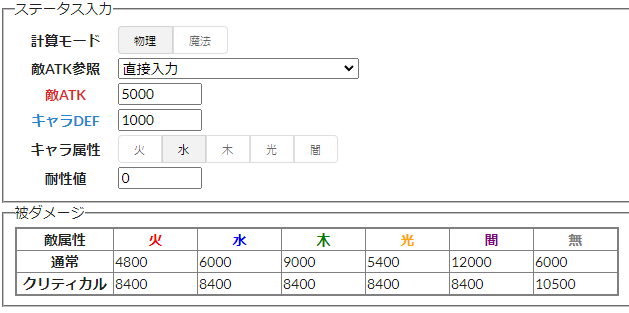 ステータス入力
計算モード 物理 魔法
敵ATK参照 直接入力
敵ATK 5000
キャラDEF 1000
キャラ属性 火 水 木 光 闇
耐性値 0
被ダメージ
敵属性 火 水 木 光 闇 無
通常 4800 6000 9000 5400 12000 6000
クリティカル 8400 8400 8400 8400 8400 10500